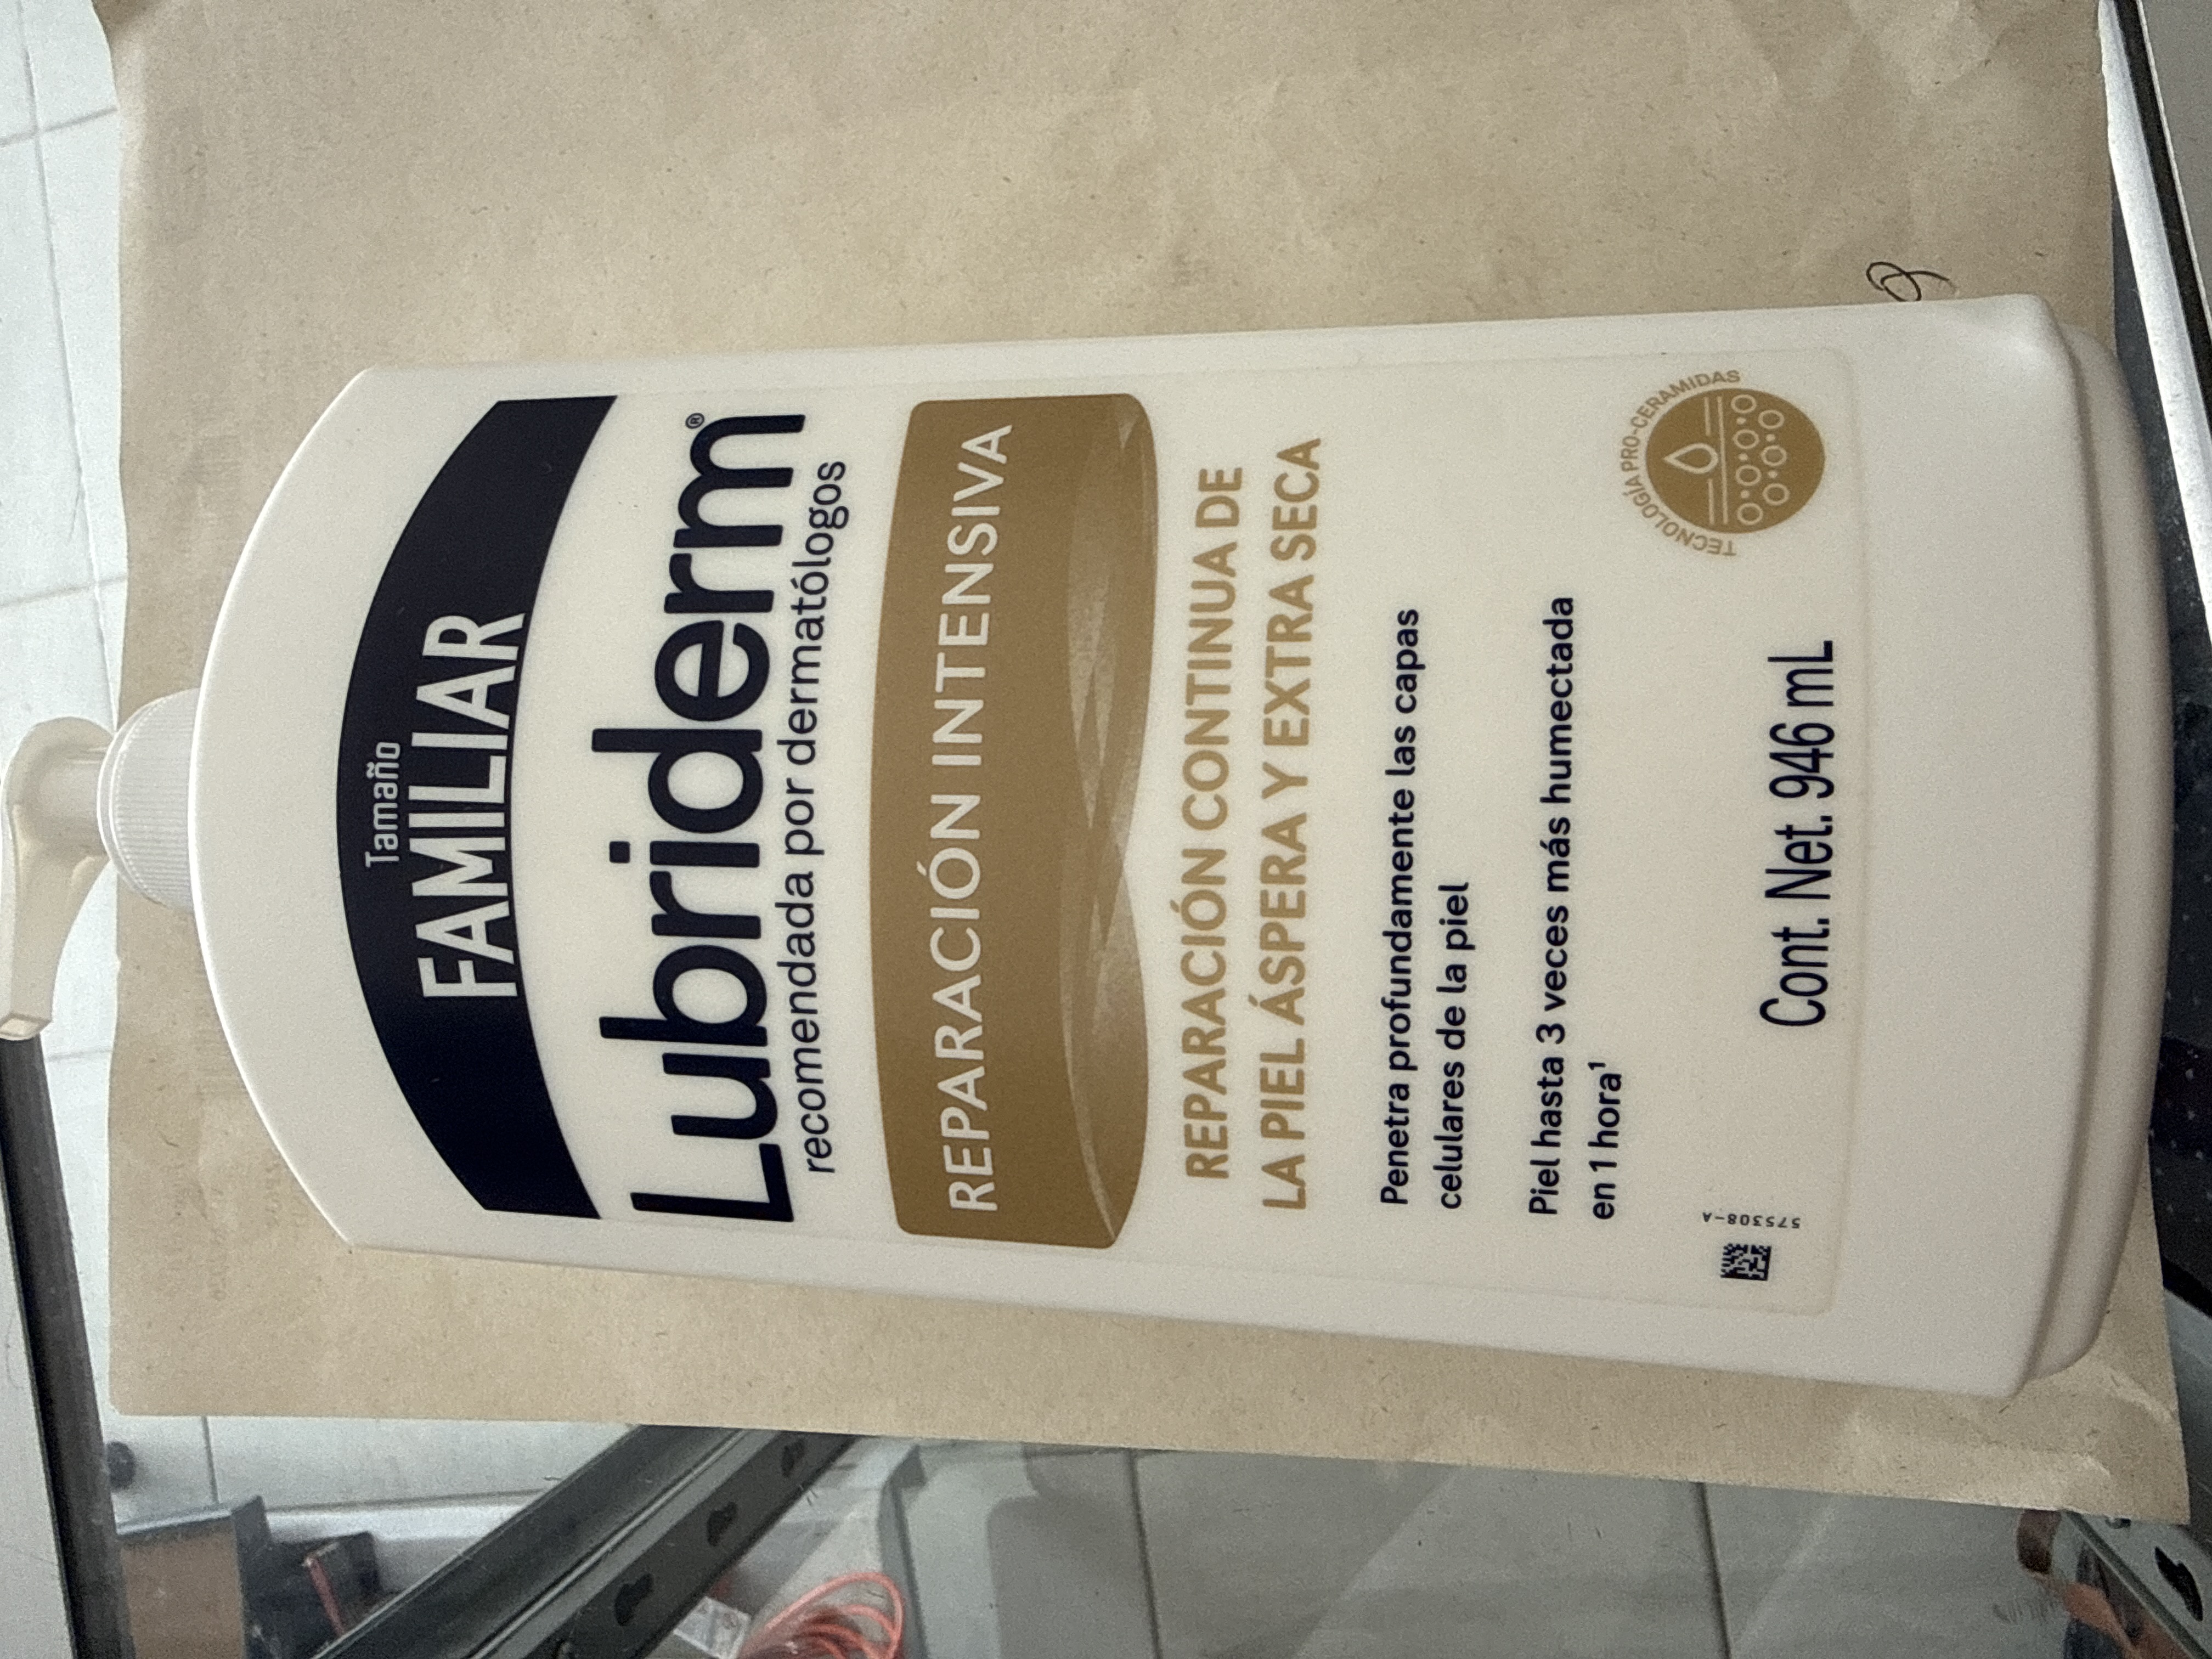 Tamaño
FAMILIAR
Lubriderm®
recomendada por dermatólogos
REPARACIÓN INTENSIVA
REPARACIÓN CONTINUA DE
LA PIEL ÁSPERA Y EXTRA SECA
Penetra profundamente las capas
celulares de la piel
Piel hasta 3 veces más humectada
en 1 hora¹
TECNOLOGÍA PRO-CERAMIDAS
575308-A
Cont. Net. 946 mL